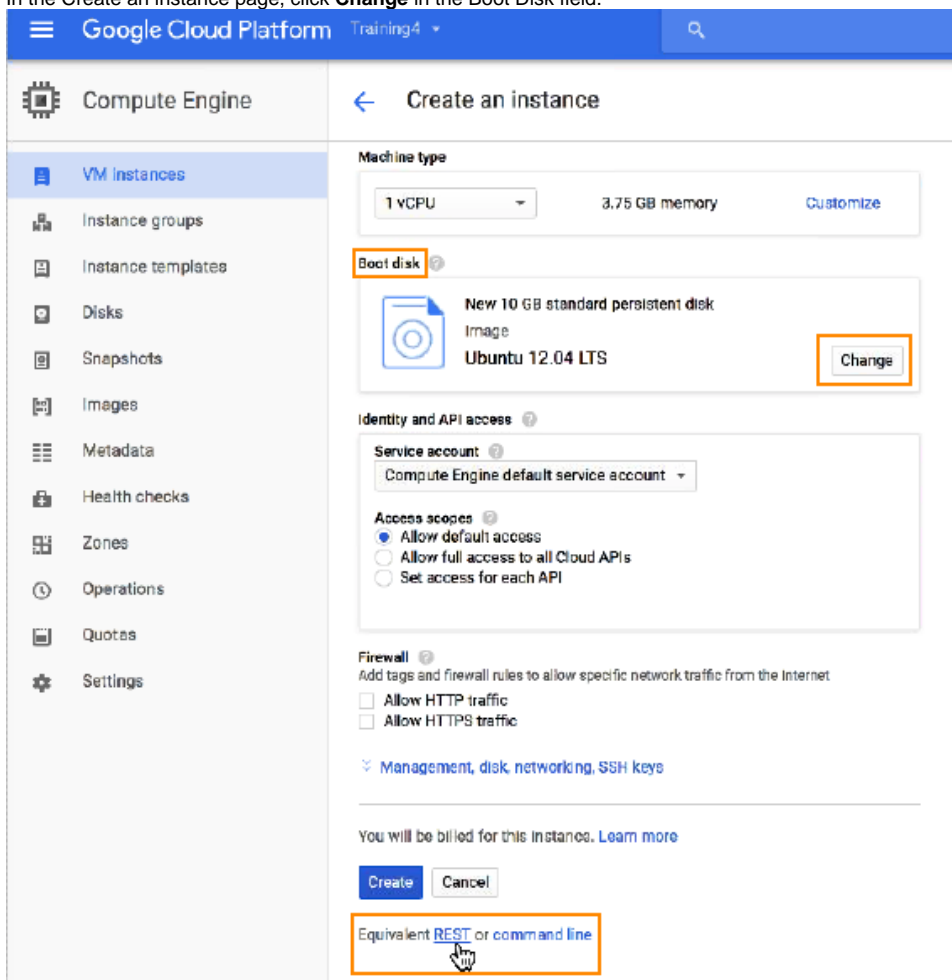 In the Create an instance page, click Change in the Boot Disk field.
Google Cloud Platform Training4
Compute Engine
Create an instance
VM Instances
Instance groups
Instance templates
Disks
Snapshots
Images
Metadata
Health checks
Zones
Operations
Quotas
Settings
Machine type
1 vCPU 3.75 GB memory Customize
Boot disk
New 10 GB standard persistent disk
Image
Ubuntu 12.04 LTS
Change
Identity and API access
Service account
Compute Engine default service account
Access scopes
Allow default access
Allow full access to all Cloud APIs
Set access for each API
Firewall
Add tags and firewall rules to allow specific network traffic from the Internet
Allow HTTP traffic
Allow HTTPS traffic
Management, disk, networking, SSH keys
You will be billed for this instance. Learn more
Create Cancel
Equivalent REST or command line